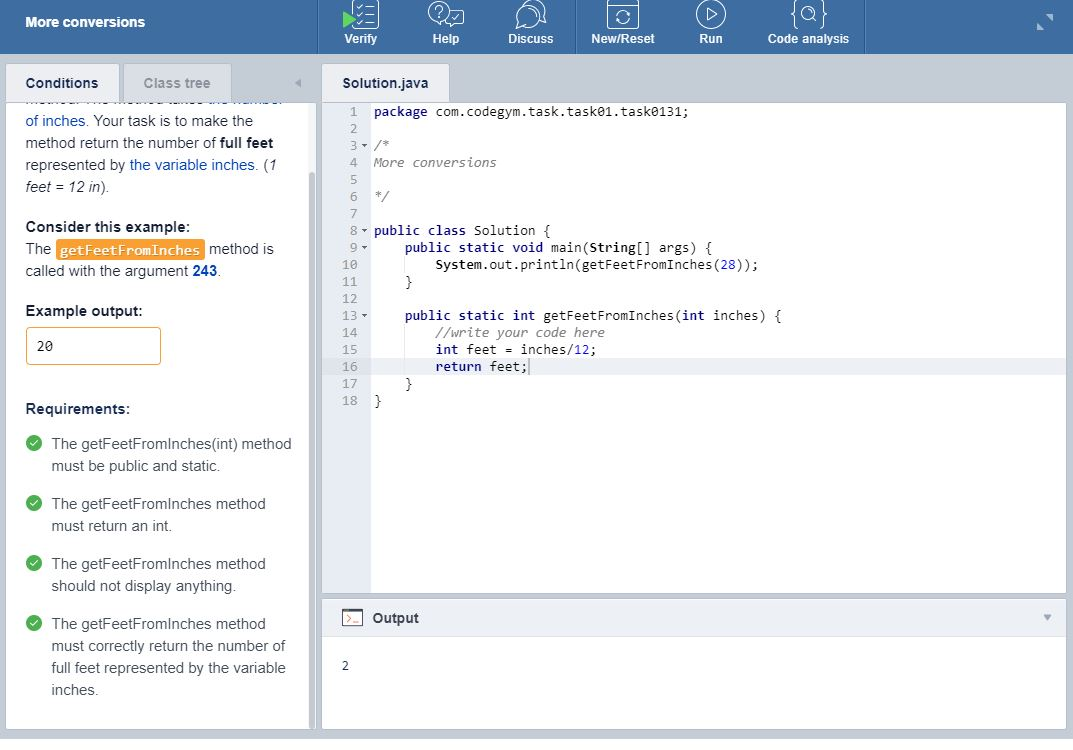 More conversions
Verify
Help
Discuss
New/Reset
Run
Code analysis
Conditions
Class tree
Solution.java
of inches. Your task is to make the
method return the number of full feet
represented by the variable inches. (1
feet = 12 in).
Consider this example:
The getFeetFromInches method is
called with the argument 243.
Example output:
20
Requirements:
The getFeetFromInches(int) method
must be public and static.
The getFeetFromInches method
must return an int.
The getFeetFromInches method
should not display anything.
The getFeetFromInches method
must correctly return the number of
full feet represented by the variable
inches.
1 package com.codegym.task.task01.task0131;
2
3 /*
4 More conversions
5
6 */
7
8 public class Solution {
9 public static void main(String[] args) {
10 System.out.println(getFeetFromInches(28));
11 }
12
13 public static int getFeetFromInches(int inches) {
14 //write your code here
15 int feet = inches/12;
16 return feet;
17 }
18 }
Output
2